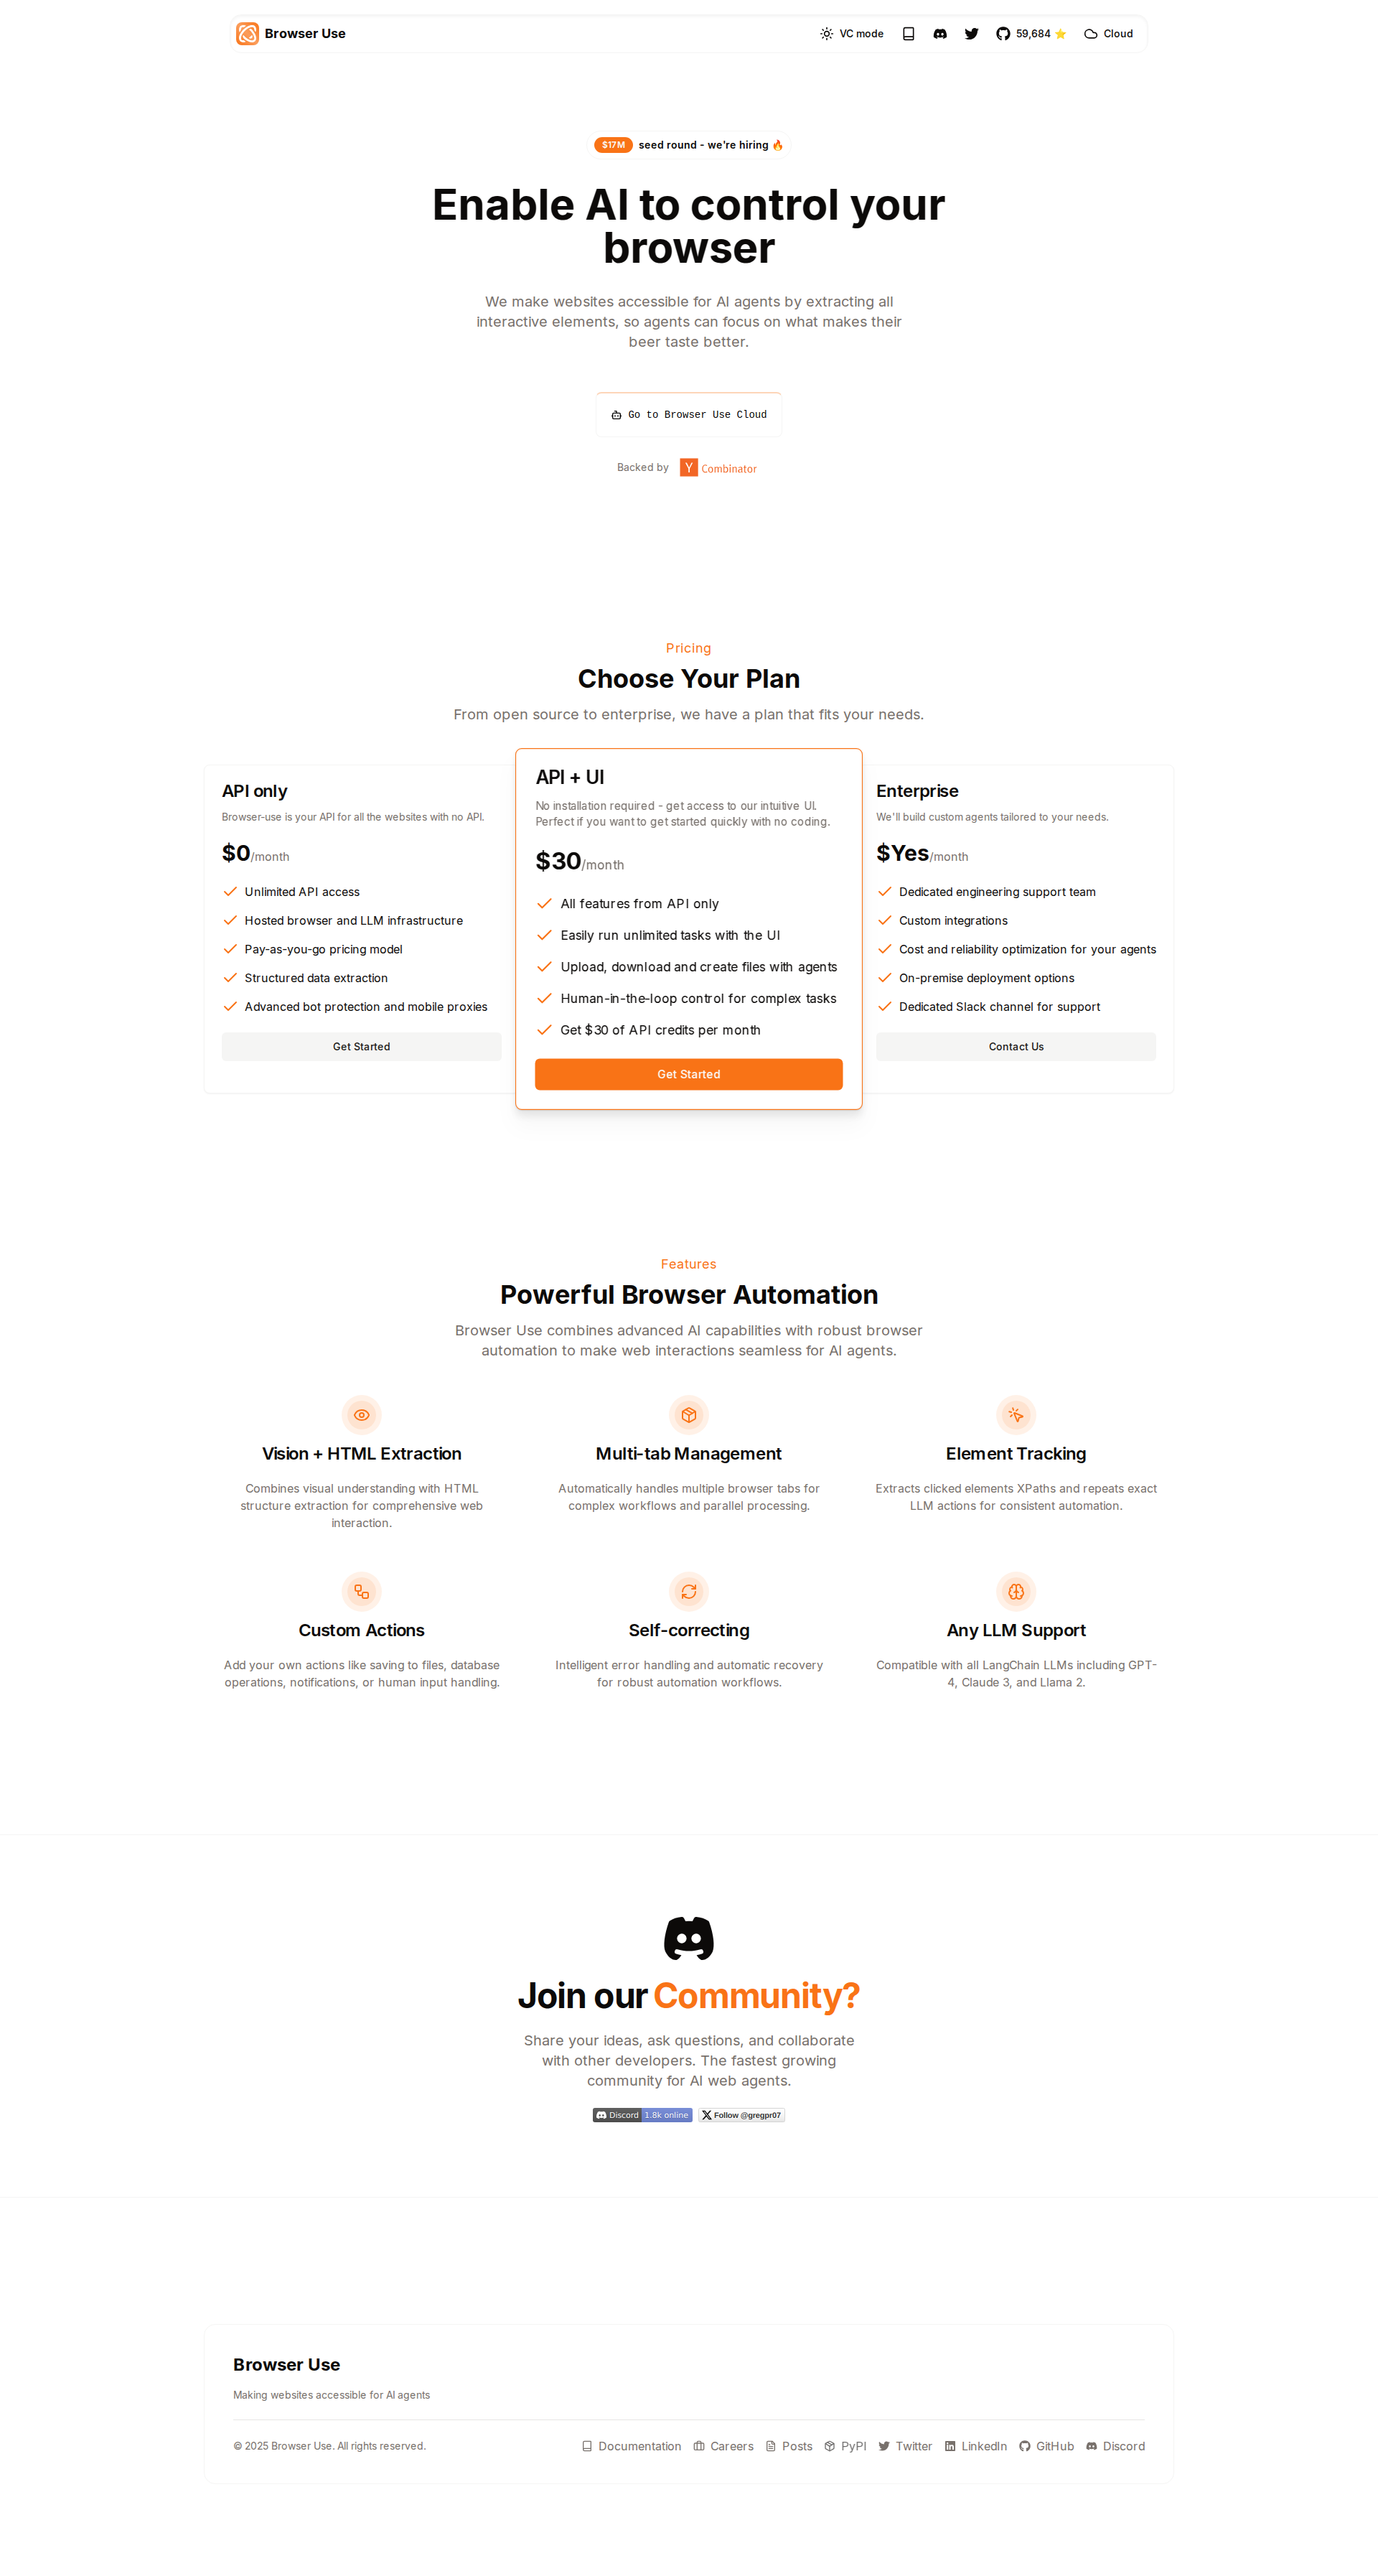 Browser Use
VC mode
59,684 ⭐
Cloud
$17M seed round - we're hiring 🔥
Enable AI to control your
browser
We make websites accessible for AI agents by extracting all
interactive elements, so agents can focus on what makes their
beer taste better.
Go to Browser Use Cloud
Backed by Y Combinator
Pricing
Choose Your Plan
From open source to enterprise, we have a plan that fits your needs.
API only
Browser-use is your API for all the websites with no API.
$0/month
Unlimited API access
Hosted browser and LLM infrastructure
Pay-as-you-go pricing model
Structured data extraction
Advanced bot protection and mobile proxies
Get Started
API + UI
No installation required - get access to our intuitive UI.
Perfect if you want to get started quickly with no coding.
$30/month
All features from API only
Easily run unlimited tasks with the UI
Upload, download and create files with agents
Human-in-the-loop control for complex tasks
Get $30 of API credits per month
Get Started
Enterprise
We'll build custom agents tailored to your needs.
$Yes/month
Dedicated engineering support team
Custom integrations
Cost and reliability optimization for your agents
On-premise deployment options
Dedicated Slack channel for support
Contact Us
Features
Powerful Browser Automation
Browser Use combines advanced AI capabilities with robust browser
automation to make web interactions seamless for AI agents.
Vision + HTML Extraction
Combines visual understanding with HTML
structure extraction for comprehensive web
interaction.
Multi-tab Management
Automatically handles multiple browser tabs for
complex workflows and parallel processing.
Element Tracking
Extracts clicked elements XPaths and repeats exact
LLM actions for consistent automation.
Custom Actions
Add your own actions like saving to files, database
operations, notifications, or human input handling.
Self-correcting
Intelligent error handling and automatic recovery
for robust automation workflows.
Any LLM Support
Compatible with all LangChain LLMs including GPT-
4, Claude 3, and Llama 2.
Join our Community?
Share your ideas, ask questions, and collaborate
with other developers. The fastest growing
community for AI web agents.
Discord 1.8k online
Follow @gregpr07
Browser Use
Making websites accessible for AI agents
© 2025 Browser Use. All rights reserved.
Documentation
Careers
Posts
PyPI
Twitter
LinkedIn
GitHub
Discord